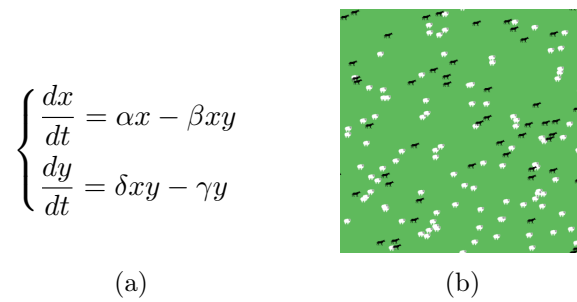 dx/dt = αx − βxy
dy/dt = δxy − γy
(a)
(b)